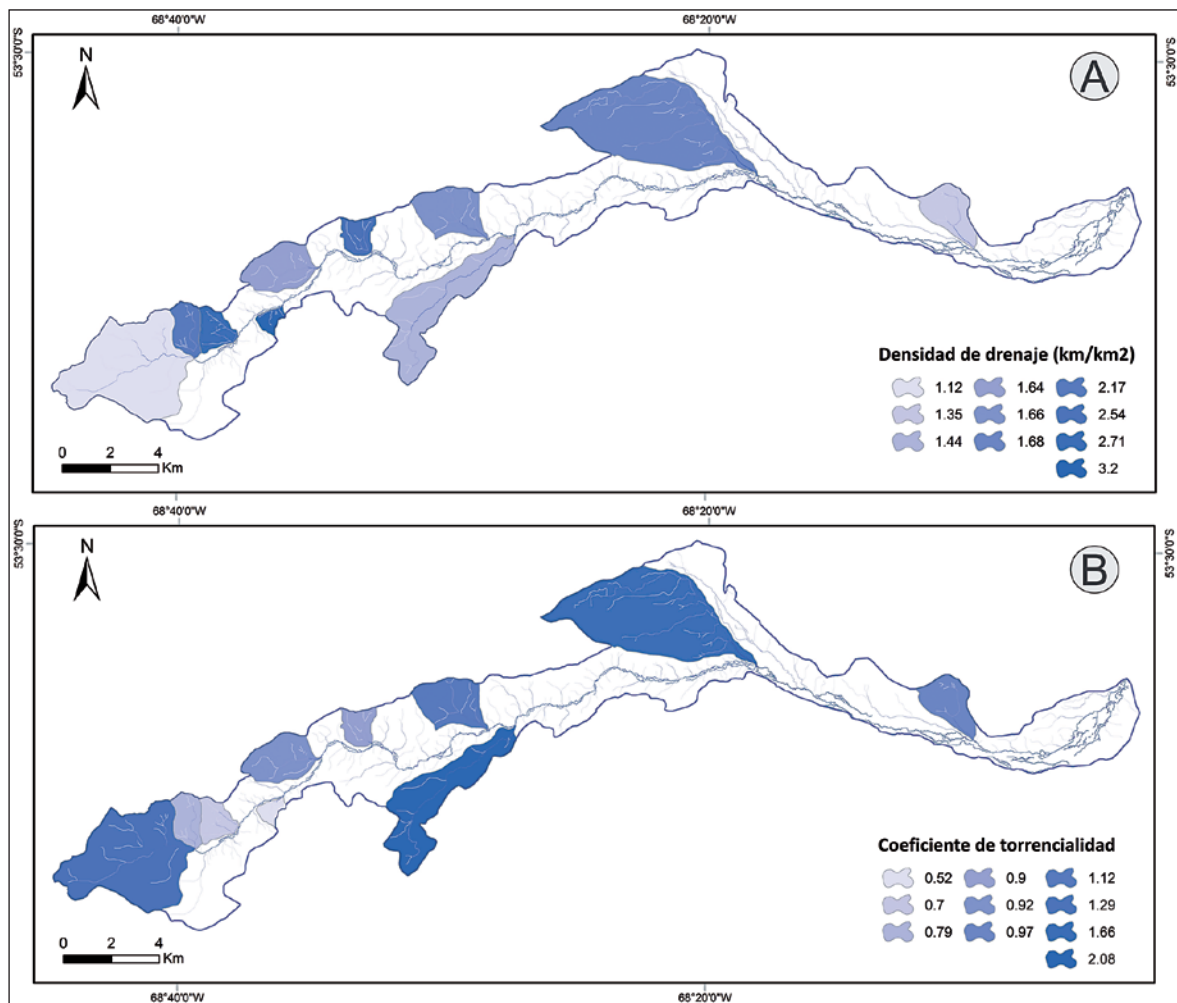 68°40'0"W 68°20'0"W
53°30'0"S 53°30'0"S
N
A
Densidad de drenaje (km/km2)
1.12 1.64 2.17
1.35 1.66 2.54
1.44 1.68 2.71
3.2
0 2 4
Km
68°40'0"W 68°20'0"W
53°30'0"S 53°30'0"S
N
B
Coeficiente de torrencialidad
0.52 0.9 1.12
0.7 0.92 1.29
0.79 0.97 1.66
2.08
0 2 4
Km
68°40'0"W 68°20'0"W